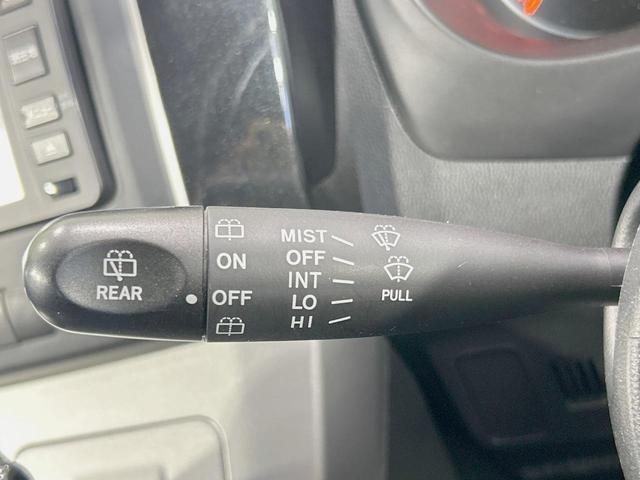 REAR
ON
OFF
MIST
OFF
INT
LO
HI
PULL